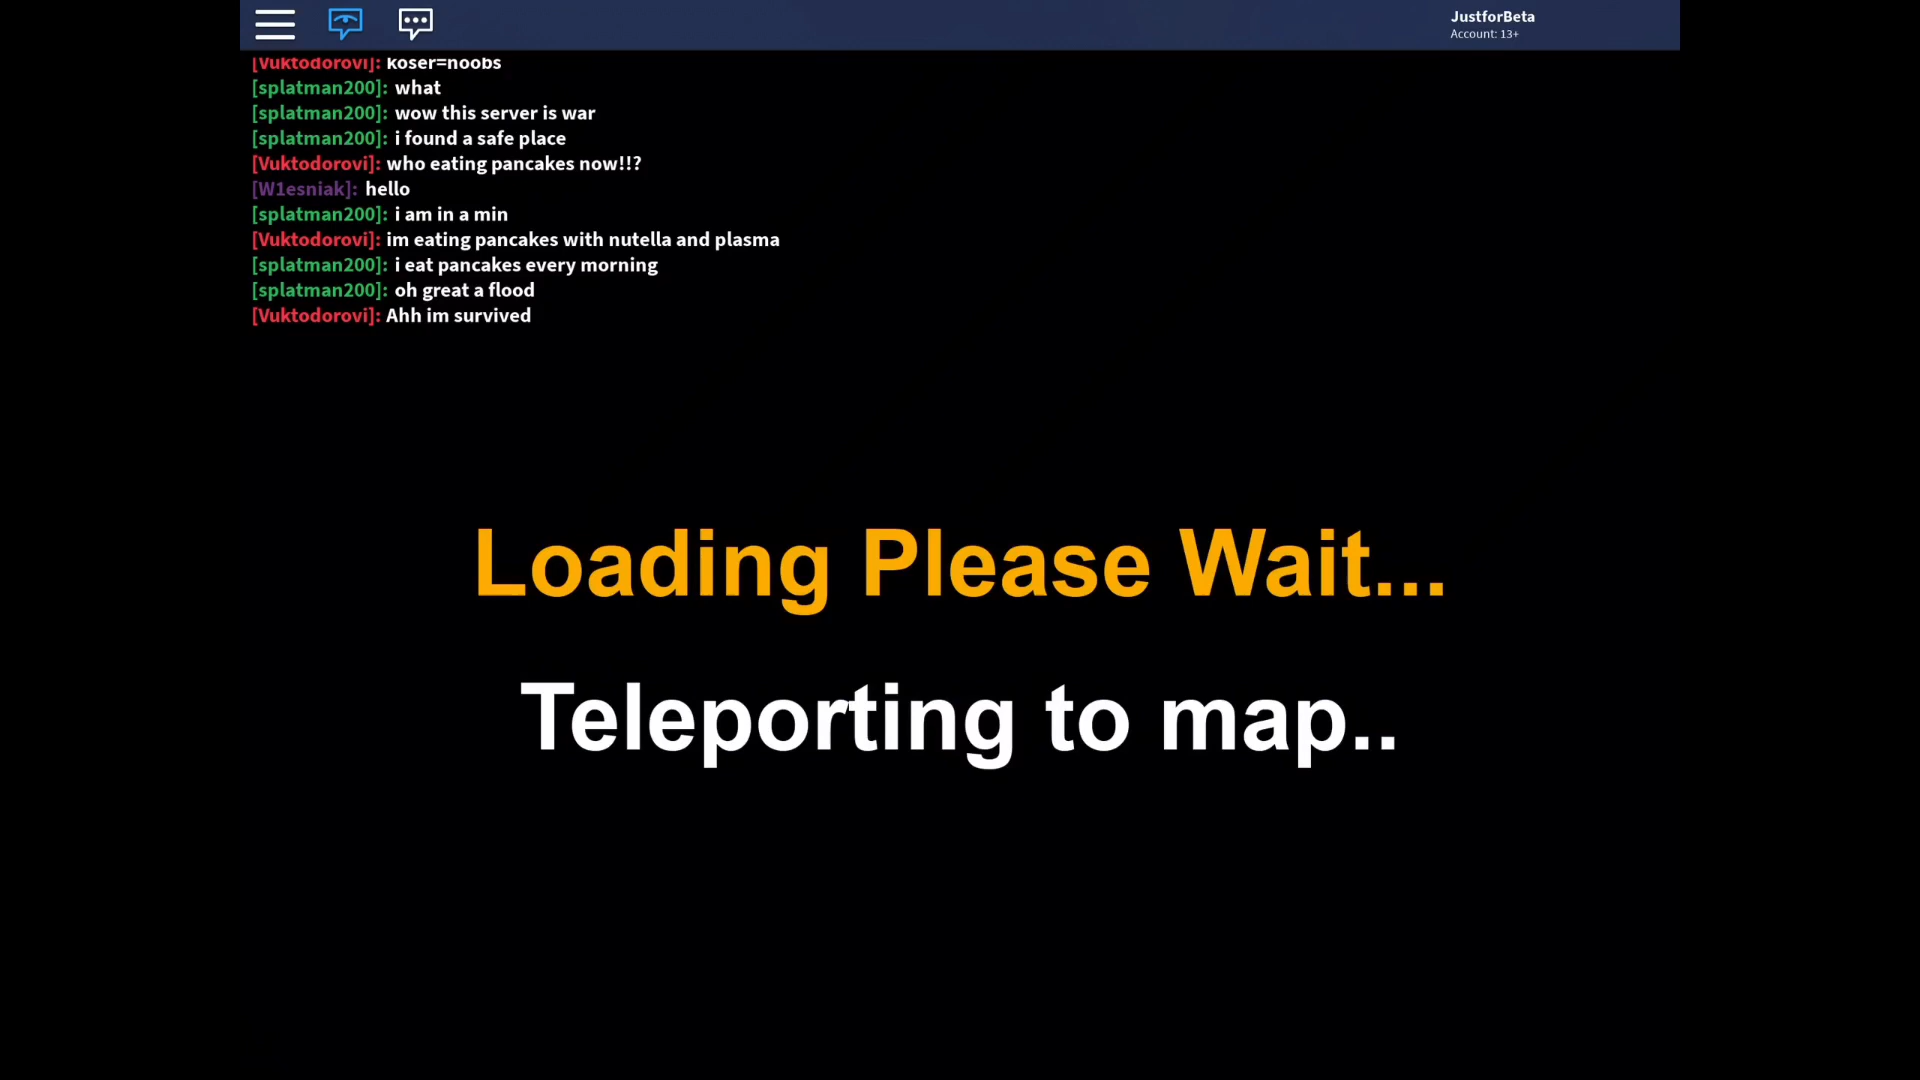 JustforBeta
Account: 13+
[Vuktodorovi]: koser=noobs
[splatman200]: what
[splatman200]: wow this server is war
[splatman200]: i found a safe place
[Vuktodorovi]: who eating pancakes now!!?
[W1esniak]: hello
[splatman200]: i am in a min
[Vuktodorovi]: im eating pancakes with nutella and plasma
[splatman200]: i eat pancakes every morning
[splatman200]: oh great a flood
[Vuktodorovi]: Ahh im survived
Loading Please Wait...
Teleporting to map..